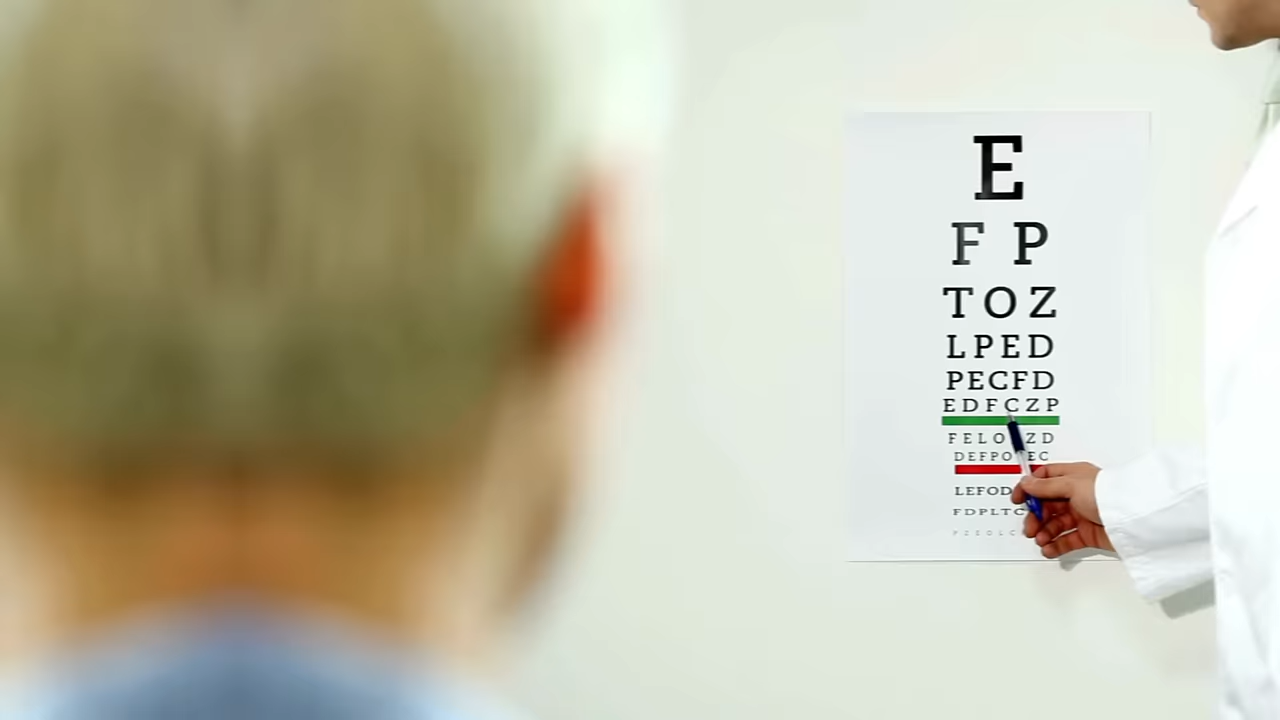 E
F P
T O Z
L P E D
P E C F D
E D F C Z P
F E L O Z D
D E F P O E C
L E F O D
F D P L T C